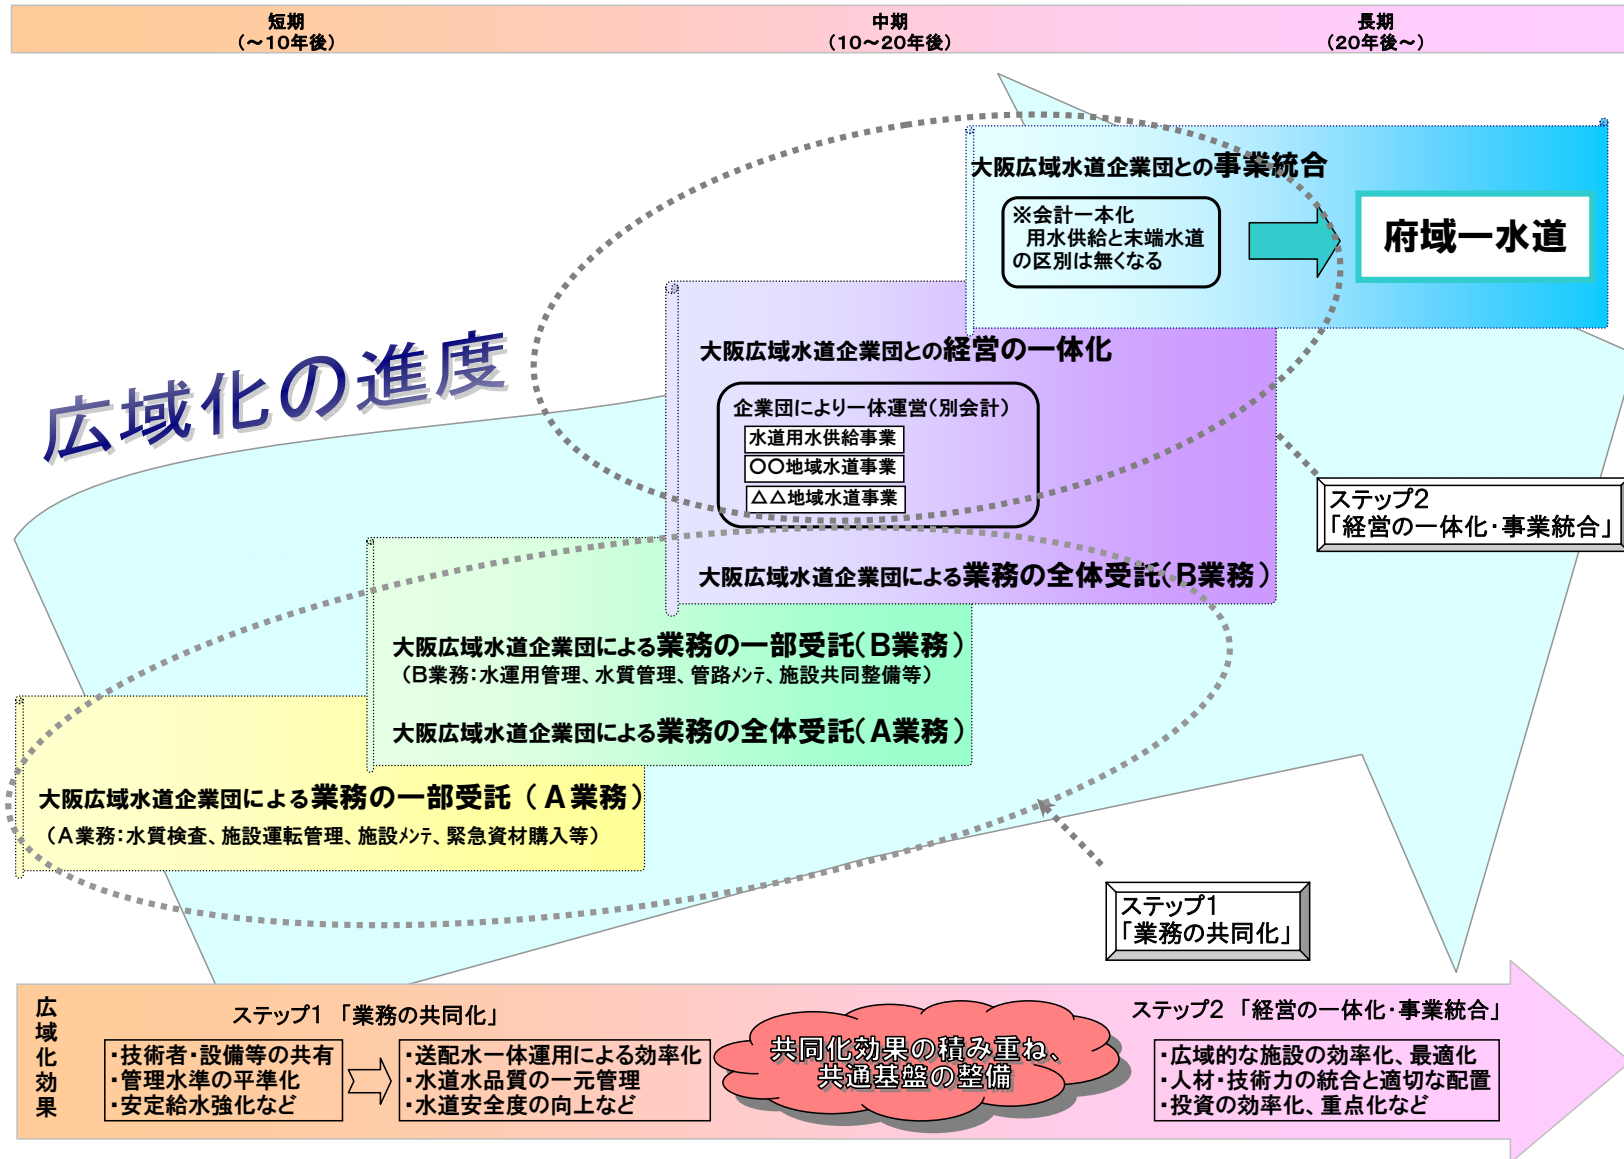 短期
(～10年後)
中期
(10～20年後)
長期
(20年後～)
大阪広域水道企業団との事業統合
※会計一本化
用水供給と末端水道
の区別は無くなる
府域一水道
広域化の進度
大阪広域水道企業団との経営の一体化
企業団により一体運営(別会計)
水道用水供給事業
〇〇地域水道事業
△△地域水道事業
ステップ2
「経営の一体化・事業統合」
大阪広域水道企業団による業務の全体受託(B業務)
大阪広域水道企業団による業務の一部受託(B業務)
(B業務:水運用管理、水質管理、管路ﾒﾝﾃ、施設共同整備等)
大阪広域水道企業団による業務の全体受託(A業務)
大阪広域水道企業団による業務の一部受託(A業務)
(A業務:水質検査、施設運転管理、施設ﾒﾝﾃ、緊急資材購入等)
ステップ1
「業務の共同化」
広域化効果
ステップ1 「業務の共同化」
・技術者・設備等の共有
・管理水準の平準化
・安定給水強化など
・送配水一体運用による効率化
・水道水品質の一元管理
・水道安全度の向上など
共同化効果の積み重ね、
共通基盤の整備
ステップ2 「経営の一体化・事業統合」
・広域的な施設の効率化、最適化
・人材・技術力の統合と適切な配置
・投資の効率化、重点化など